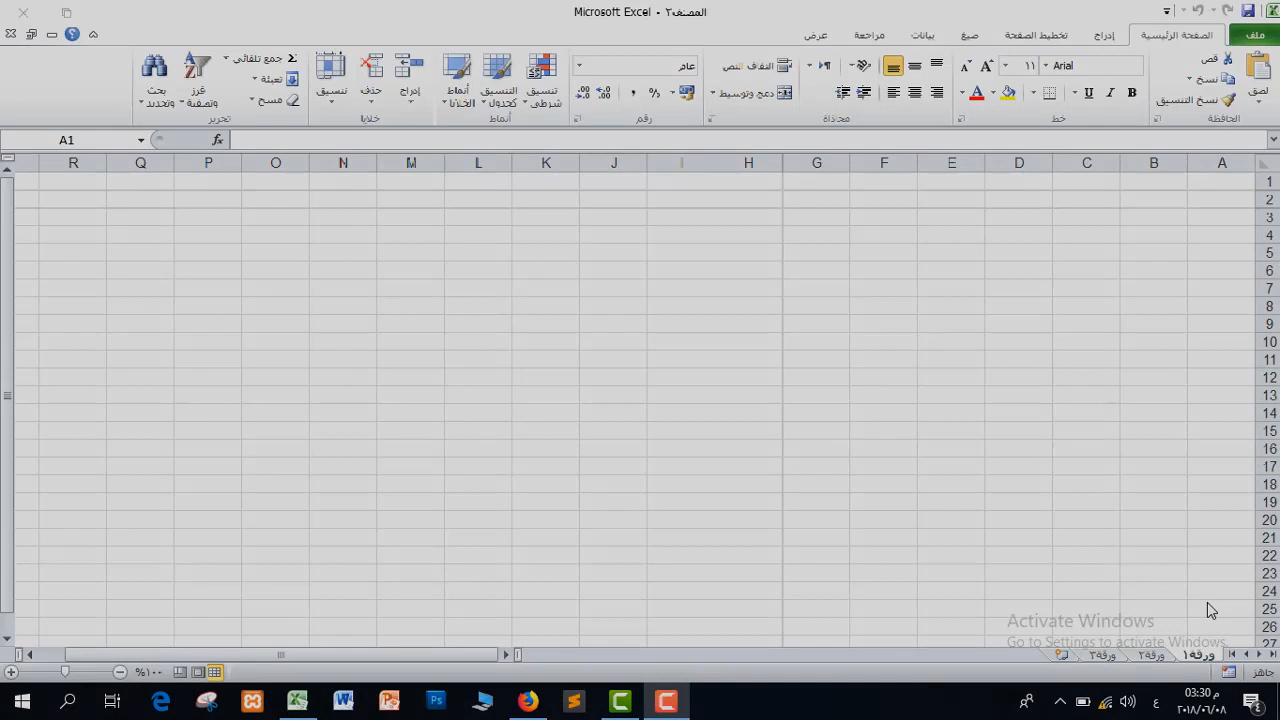 المصنف٢ - Microsoft Excel
ملف
الصفحة الرئيسية
إدراج
تخطيط الصفحة
صيغ
بيانات
مراجعة
عرض
لصق
قص
نسخ
نسخ التنسيق
الحافظة
Arial
١١
B I U
خط
التفاف النص
دمج وتوسيط
محاذاة
عام
%
,
رقم
تنسيق شرطي
التنسيق كجدول
أنماط الخلايا
أنماط
إدراج
حذف
تنسيق
خلايا
جمع تلقائي
تعبئة
مسح
فرز وتصفية
بحث وتحديد
تحرير
A1
fx
A B C D E F G H I J K L M N O P Q R
1
2
3
4
5
6
7
8
9
10
11
12
13
14
15
16
17
18
19
20
21
22
23
24
25
26
27
Activate Windows
Go to Settings to activate Windows.
ورقة١
ورقة٢
ورقة٣
جاهز
%١٠٠
03:30 م
٢٠١٨/٠٦/٠٨
ع